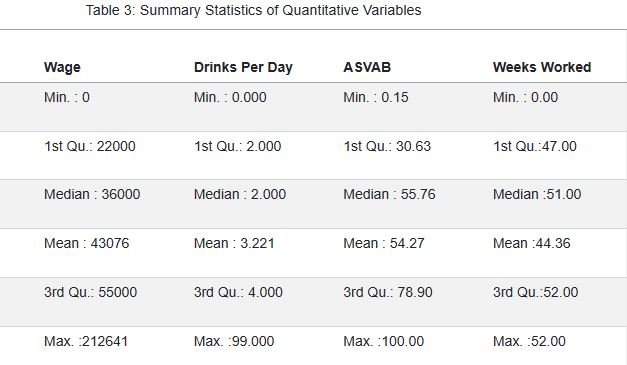 Table 3: Summary Statistics of Quantitative Variables
Wage Drinks Per Day ASVAB Weeks Worked
Min. : 0 Min. : 0.000 Min. : 0.15 Min. : 0.00
1st Qu.: 22000 1st Qu.: 2.000 1st Qu.: 30.63 1st Qu.:47.00
Median : 36000 Median : 2.000 Median : 55.76 Median :51.00
Mean : 43076 Mean : 3.221 Mean : 54.27 Mean :44.36
3rd Qu.: 55000 3rd Qu.: 4.000 3rd Qu.: 78.90 3rd Qu.:52.00
Max. :212641 Max. :99.000 Max. :100.00 Max. :52.00